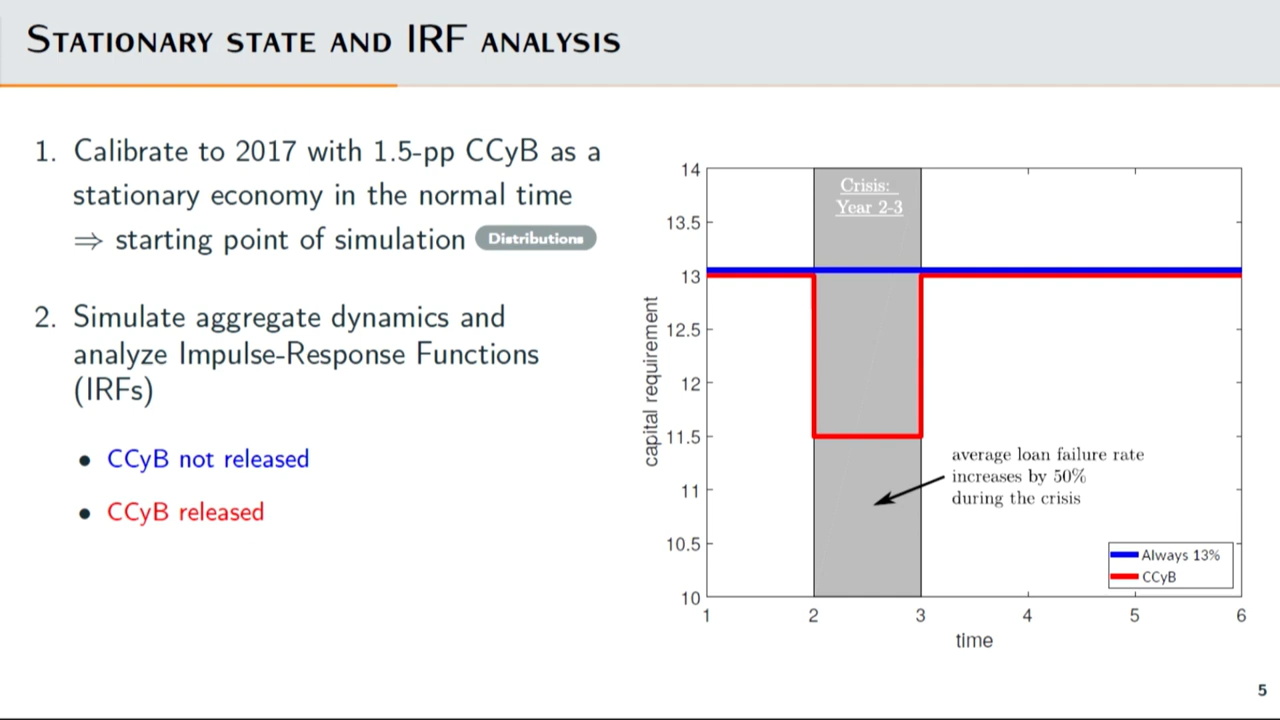 Stationary state and IRF analysis
1. Calibrate to 2017 with 1.5-pp CCyB as a
stationary economy in the normal time
⇒ starting point of simulation Distributions
2. Simulate aggregate dynamics and
analyze Impulse-Response Functions
(IRFs)
• CCyB not released
• CCyB released
14
13.5
13
12.5
12
11.5
11
10.5
10
capital requirement
Crisis:
Year 2-3
average loan failure rate
increases by 50%
during the crisis
Always 13%
CCyB
1 2 3 4 5 6
time
5